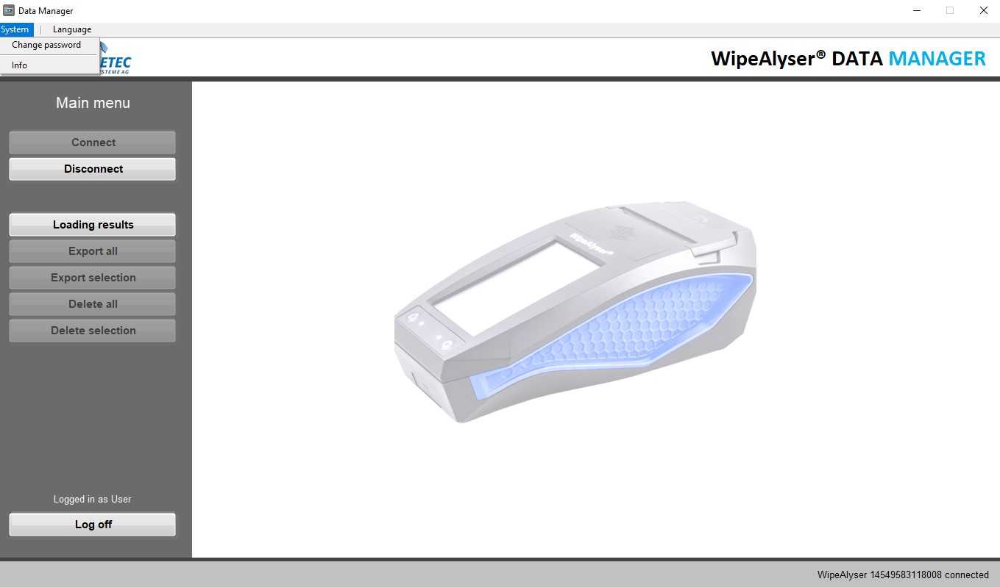 Data Manager
System | Language
Change password
Info
ETEC
STEME AG
WipeAlyser® DATA MANAGER
Main menu
Connect
Disconnect
Loading results
Export all
Export selection
Delete all
Delete selection
WipeAlyser®
Logged in as User
Log off
WipeAlyser 14549583118008 connected